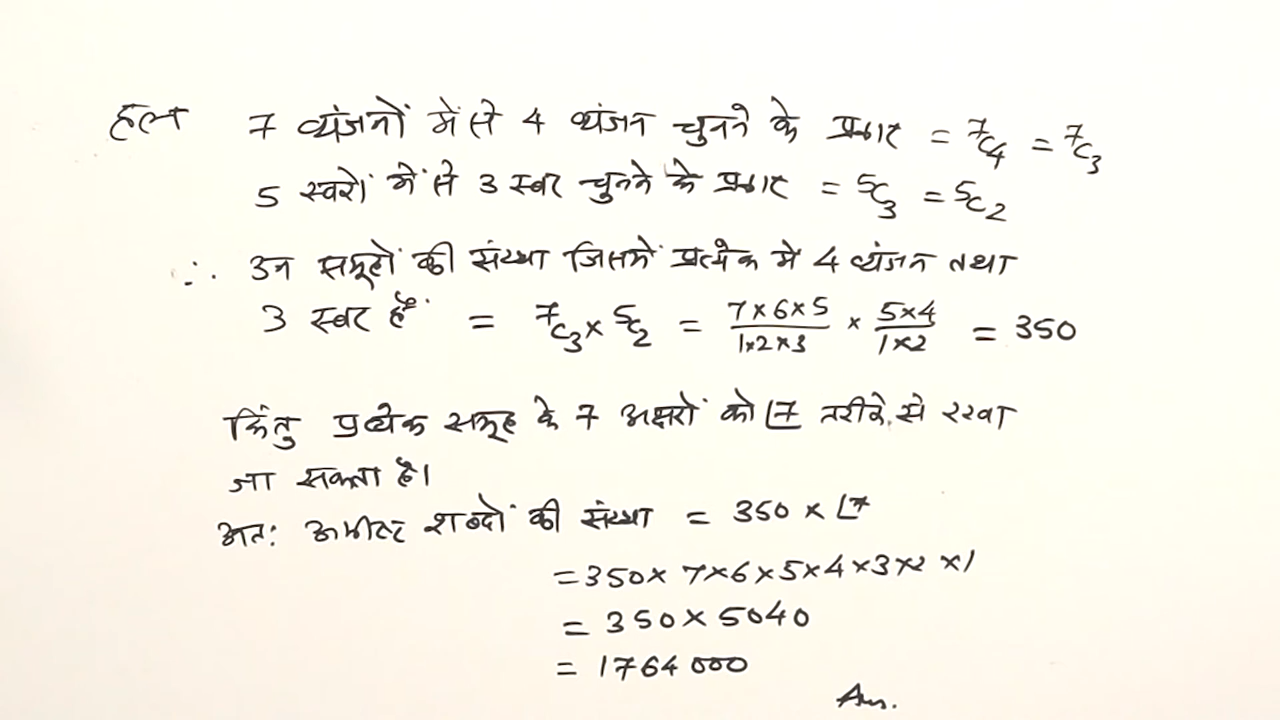 हल 7 व्यंजनों में से 4 व्यंजन चुनने के प्रकार = ⁷C₄ = ⁷C₃
5 स्वरों में से 3 स्वर चुनने के प्रकार = ⁵C₃ = ⁵C₂
∴ उन समूहों की संख्या जिसमें प्रत्येक में 4 व्यंजन तथा
3 स्वर हैं = ⁷C₃ × ⁵C₂ = (7×6×5)/(1×2×3) × (5×4)/(1×2) = 350
किंतु प्रत्येक समूह के 7 अक्षरों को |7 तरीके से रखा
जा सकता है।
अतः अभीष्ट शब्दों की संख्या = 350 × |7
= 350 × 7×6×5×4×3×2×1
= 350 × 5040
= 1764000
Ans.